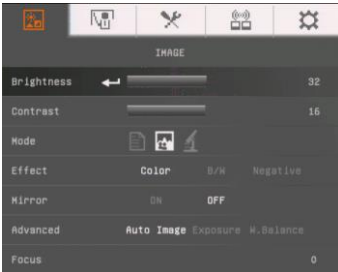 IMAGE
Brightness 32
Contrast 16
Mode
Effect Color B/W Negative
Mirror ON OFF
Advanced Auto Image Exposure W.Balance
Focus 0